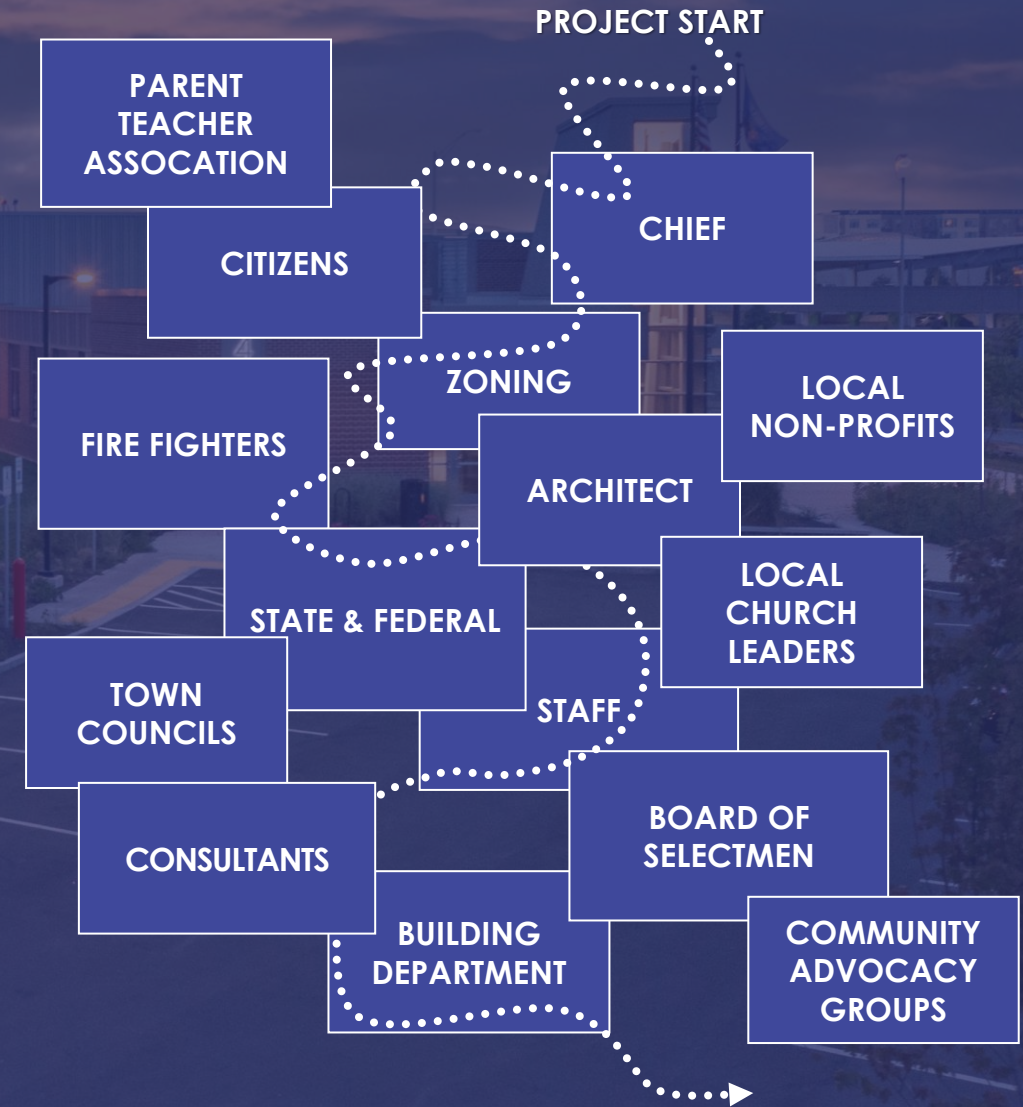 PROJECT START
PARENT
TEACHER
ASSOCATION
CHIEF
CITIZENS
4
ZONING
LOCAL
NON-PROFITS
FIRE FIGHTERS
ARCHITECT
LOCAL
CHURCH
LEADERS
STATE & FEDERAL
TOWN
COUNCILS
STAFF
BOARD OF
SELECTMEN
CONSULTANTS
BUILDING
DEPARTMENT
COMMUNITY
ADVOCACY
GROUPS